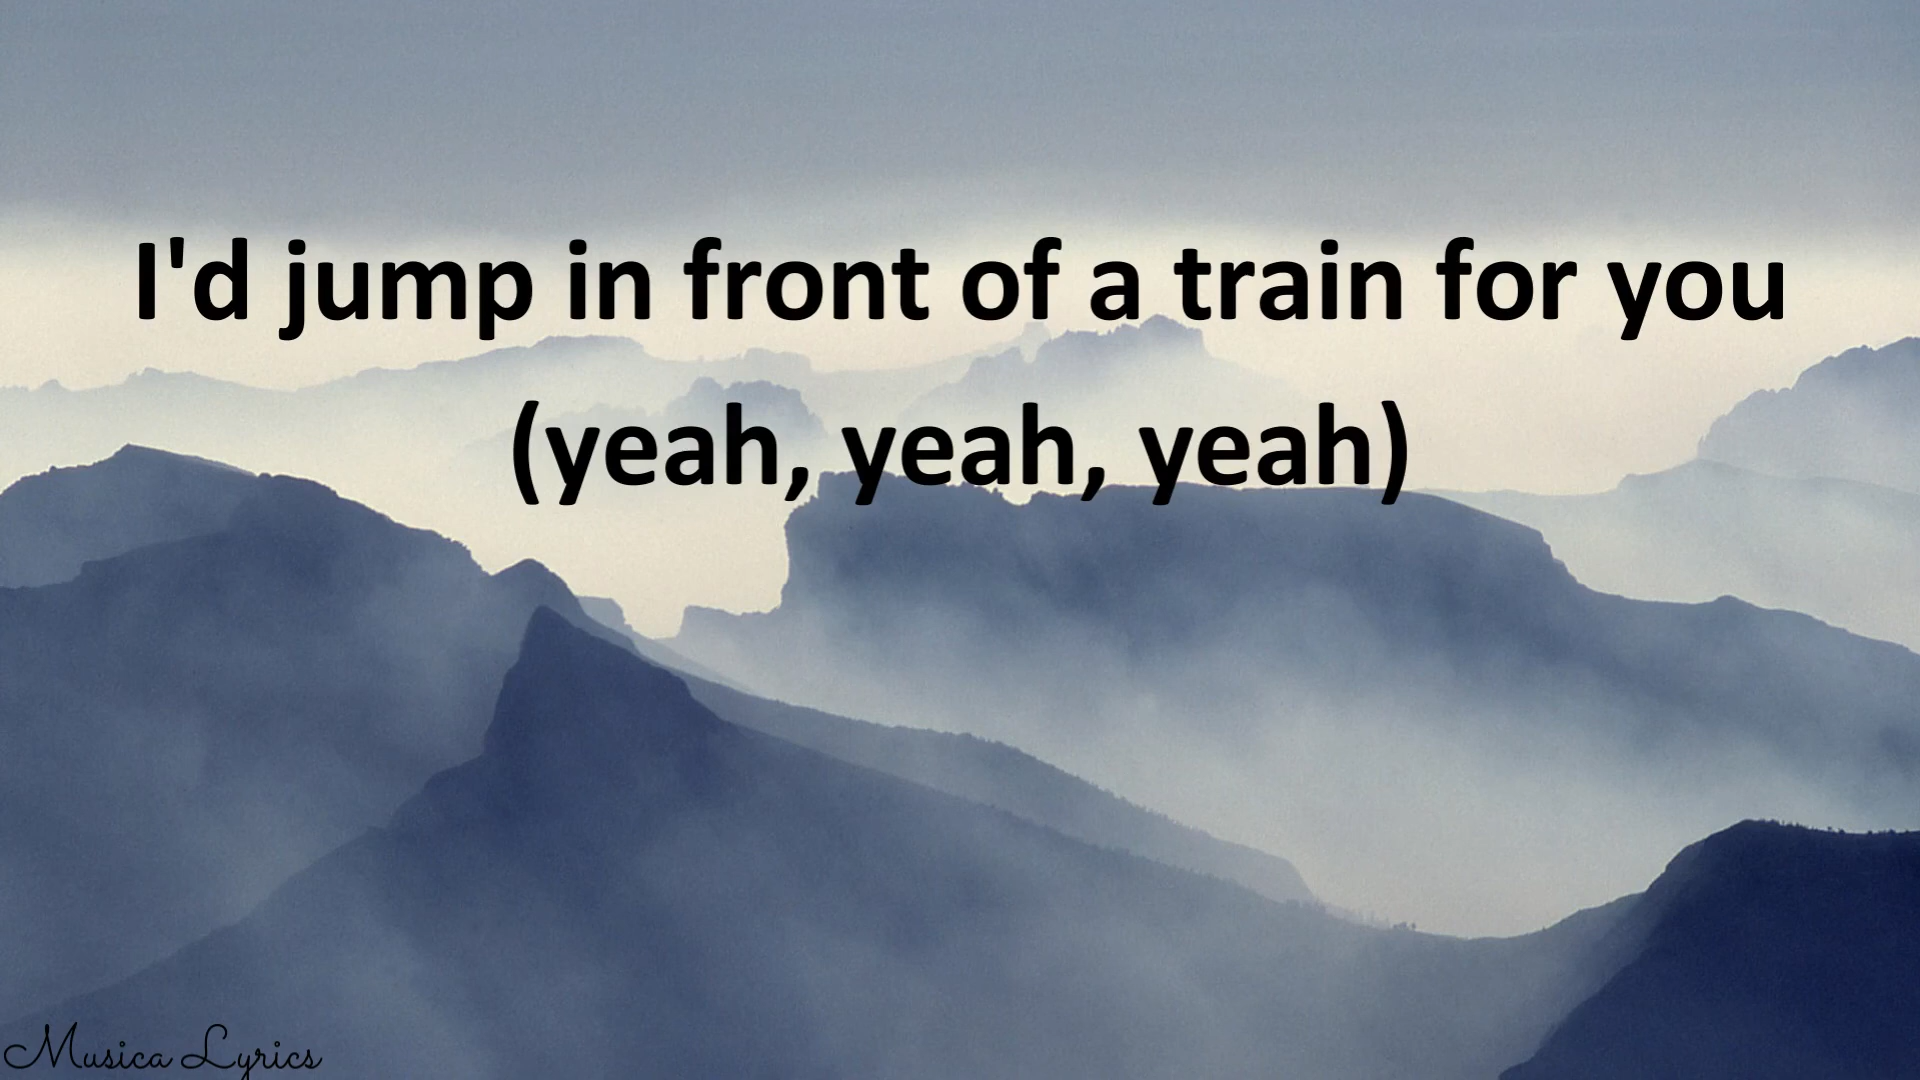 I'd jump in front of a train for you
(yeah, yeah, yeah)
Musica Lyrics